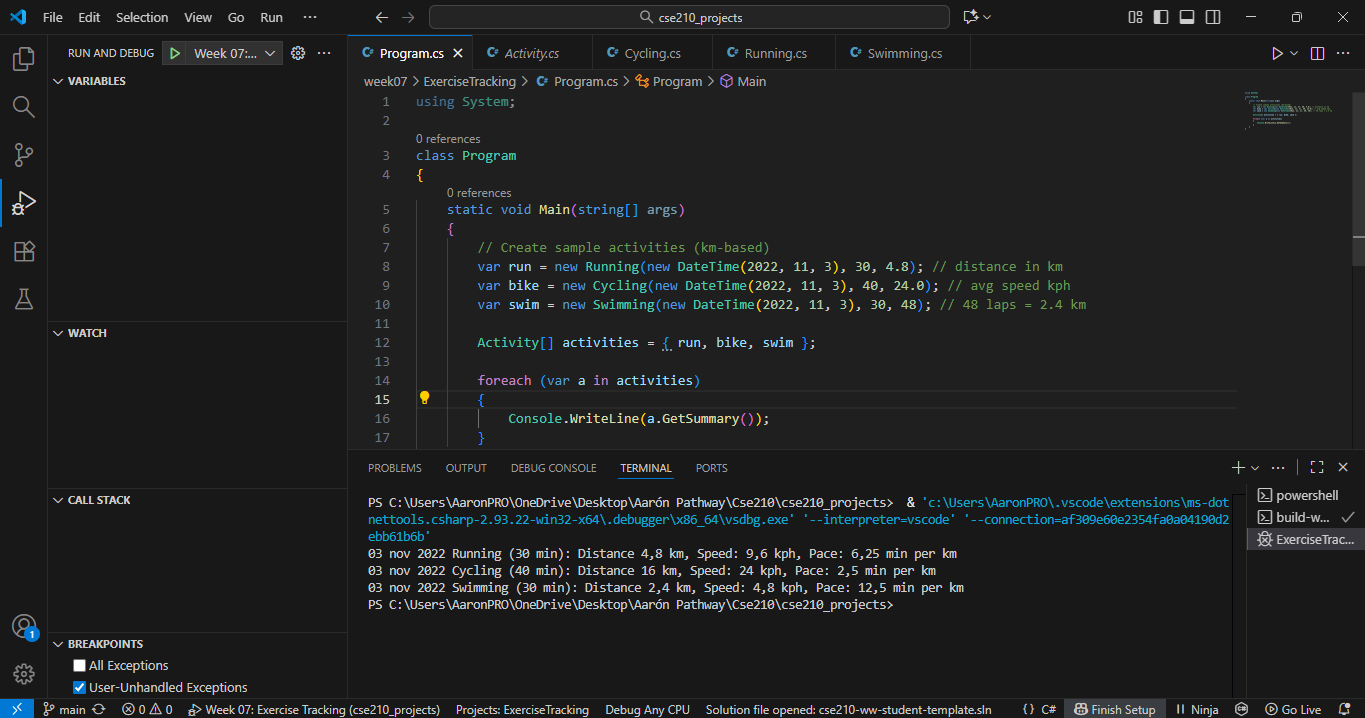 File Edit Selection View Go Run ··· cse210_projects
RUN AND DEBUG Week 07:... ···
VARIABLES
WATCH
CALL STACK
BREAKPOINTS
All Exceptions
User-Unhandled Exceptions
C# Program.cs C# Activity.cs C# Cycling.cs C# Running.cs C# Swimming.cs
week07 > ExerciseTracking > C# Program.cs > Program > Main
1 using System;
2
0 references
3 class Program
4 {
0 references
5 static void Main(string[] args)
6 {
7 // Create sample activities (km-based)
8 var run = new Running(new DateTime(2022, 11, 3), 30, 4.8); // distance in km
9 var bike = new Cycling(new DateTime(2022, 11, 3), 40, 24.0); // avg speed kph
10 var swim = new Swimming(new DateTime(2022, 11, 3), 30, 48); // 48 laps = 2.4 km
11
12 Activity[] activities = { run, bike, swim };
13
14 foreach (var a in activities)
15 {
16 Console.WriteLine(a.GetSummary());
17 }
PROBLEMS OUTPUT DEBUG CONSOLE TERMINAL PORTS
PS C:\Users\AaronPRO\OneDrive\Desktop\Aarón Pathway\Cse210\cse210_projects> & 'c:\Users\AaronPRO\.vscode\extensions\ms-dot
nettools.csharp-2.93.22-win32-x64\.debugger\x86_64\vsdbg.exe' '--interpreter=vscode' '--connection=af309e60e2354fa0a04190d2
ebb61b6b'
03 nov 2022 Running (30 min): Distance 4,8 km, Speed: 9,6 kph, Pace: 6,25 min per km
03 nov 2022 Cycling (40 min): Distance 16 km, Speed: 24 kph, Pace: 2,5 min per km
03 nov 2022 Swimming (30 min): Distance 2,4 km, Speed: 4,8 kph, Pace: 12,5 min per km
PS C:\Users\AaronPRO\OneDrive\Desktop\Aarón Pathway\Cse210\cse210_projects>
powershell
build-w...
ExerciseTrac...
1
main 0 0 Week 07: Exercise Tracking (cse210_projects) Projects: ExerciseTracking Debug Any CPU Solution file opened: cse210-ww-student-template.sln {} C# Finish Setup Ninja Go Live